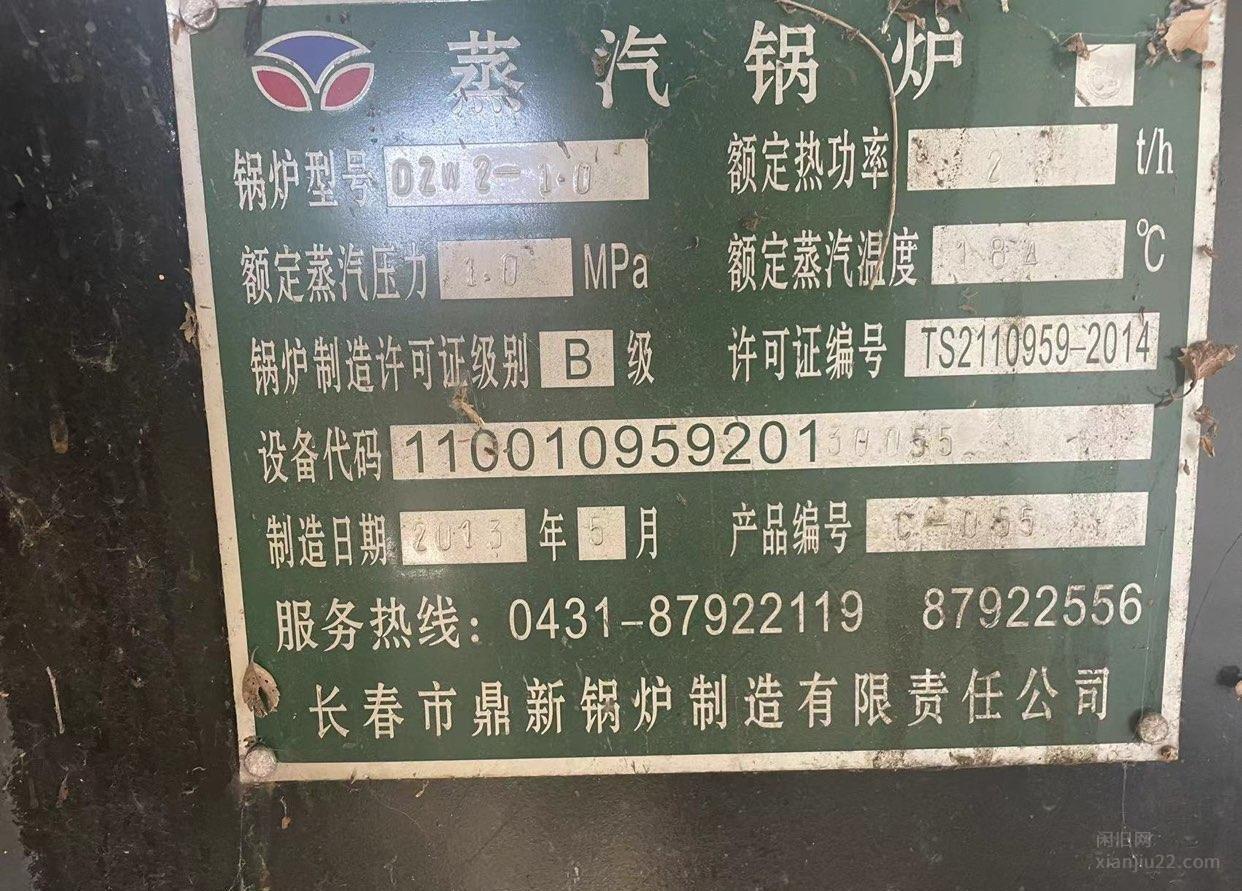 蒸汽锅炉
锅炉型号 DZW2-1.0 额定热功率 2 t/h
额定蒸汽压力 1.0 MPa 额定蒸汽温度 184 ℃
锅炉制造许可证级别 B 级 许可证编号 TS2110959-2014
设备代码 11001095920130055
制造日期 2013 年 5 月 产品编号 C-055
服务热线：0431-87922119 87922556
长春市鼎新锅炉制造有限责任公司
闲旧网
xianjiu22.com